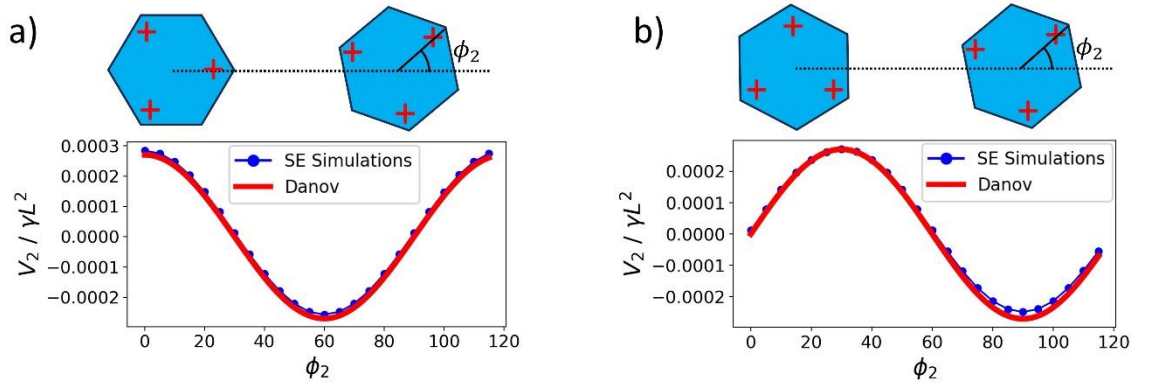 a)
+
+
+
+
+
+
ϕ₂
0.0003
0.0002
0.0001
0.0000
−0.0001
−0.0002
V₂ / γL²
SE Simulations
Danov
0 20 40 60 80 100 120
ϕ₂
b)
+
+
+
+
+
+
ϕ₂
0.0002
0.0001
0.0000
−0.0001
−0.0002
V₂ / γL²
SE Simulations
Danov
0 20 40 60 80 100 120
ϕ₂